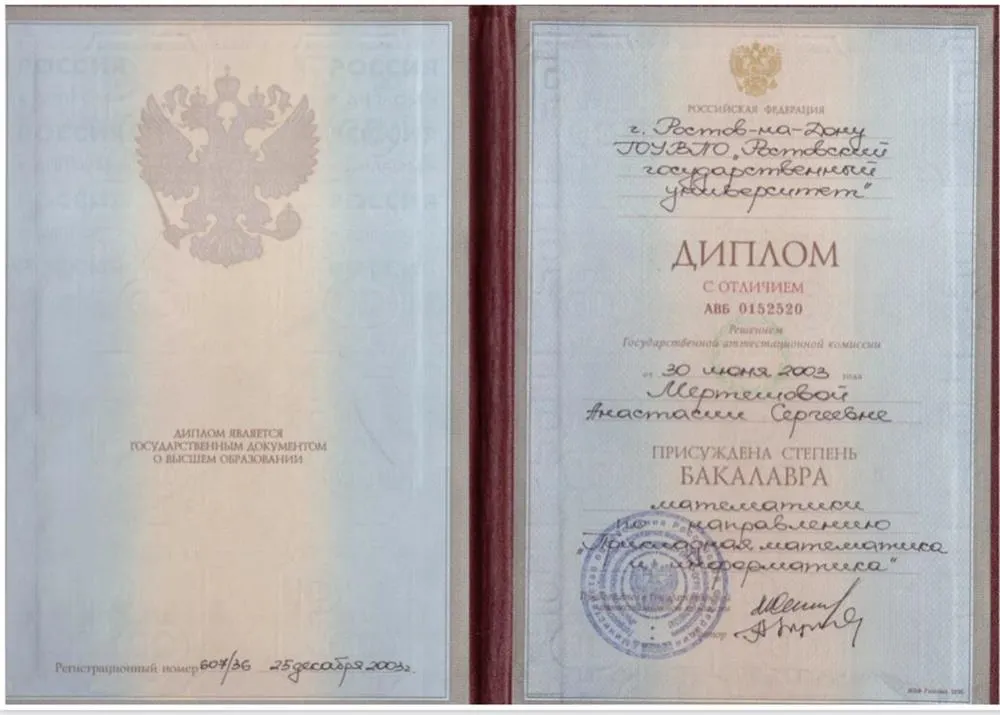 ДИПЛОМ ЯВЛЯЕТСЯ
ГОСУДАРСТВЕННЫМ ДОКУМЕНТОМ
О ВЫСШЕМ ОБРАЗОВАНИИ
Регистрационный номер 607/36 25 декабря 2003г.
РОССИЙСКАЯ ФЕДЕРАЦИЯ
г. Ростов-на-Дону
ГОУВПО „Ростовский
государственный
университет"
ДИПЛОМ
С ОТЛИЧИЕМ
АВБ 0152520
Решением
Государственной аттестационной комиссии
от 30 июня 2003 года
Мертешовой
Анастасии Сергеевне
ПРИСУЖДЕНА СТЕПЕНЬ
БАКАЛАВРА
математики
по направлению
"Прикладная математика
и информатика"